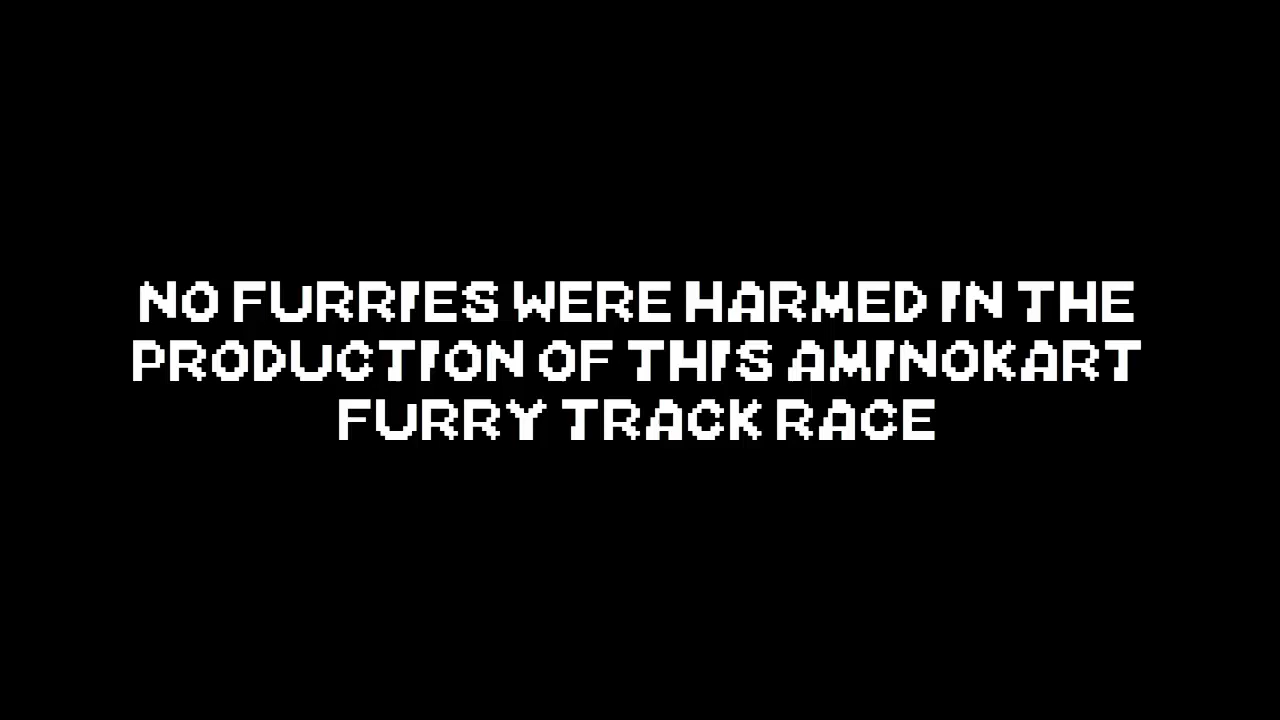 NO FURRIES WERE HARMED IN THE
PRODUCTION OF THIS AMINOKART
FURRY TRACK RACE